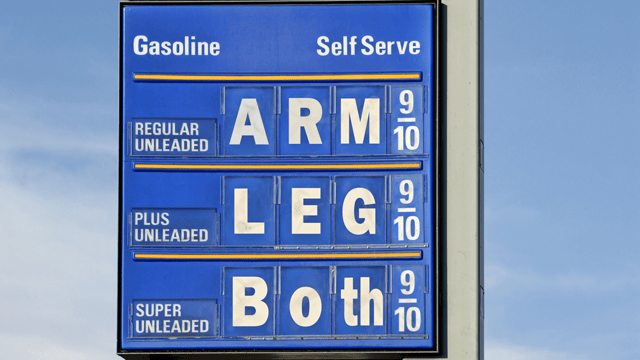 Gasoline Self Serve
REGULAR UNLEADED ARM 9/10
PLUS UNLEADED LEG 9/10
SUPER UNLEADED Both 9/10